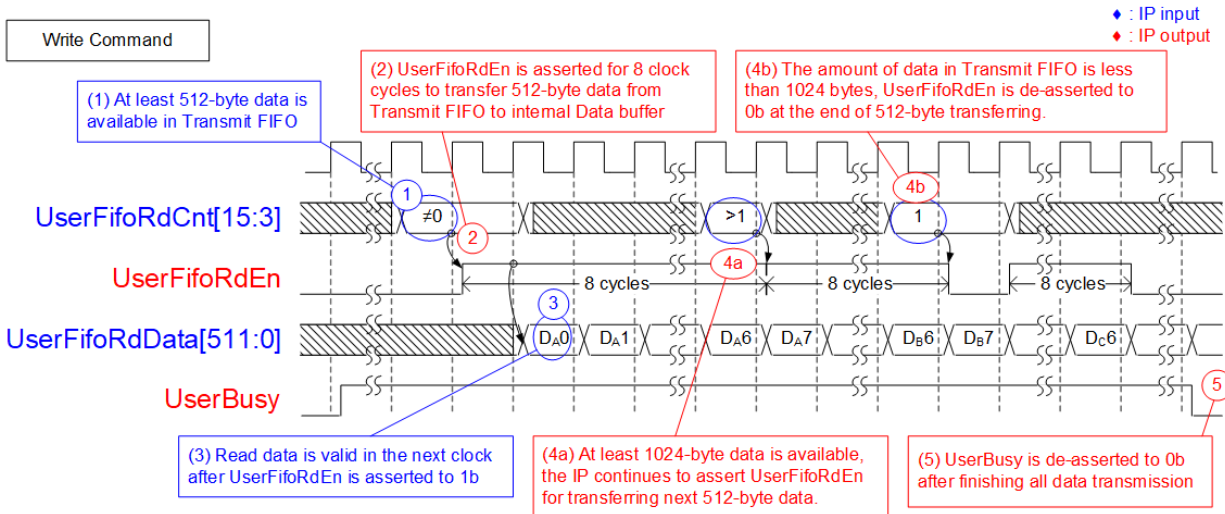 ♦ : IP input
♦ : IP output
Write Command
(1) At least 512-byte data is
available in Transmit FIFO
(2) UserFifoRdEn is asserted for 8 clock
cycles to transfer 512-byte data from
Transmit FIFO to internal Data buffer
(4b) The amount of data in Transmit FIFO is less
than 1024 bytes, UserFifoRdEn is de-asserted to
0b at the end of 512-byte transferring.
1
4b
UserFifoRdCnt[15:3]
≠0
>1
1
2
4a
UserFifoRdEn
8 cycles
8 cycles
8 cycles
3
UserFifoRdData[511:0]
DA0
DA1
DA6
DA7
DB6
DB7
DC6
UserBusy
5
(3) Read data is valid in the next clock
after UserFifoRdEn is asserted to 1b
(4a) At least 1024-byte data is available,
the IP continues to assert UserFifoRdEn
for transferring next 512-byte data.
(5) UserBusy is de-asserted to 0b
after finishing all data transmission